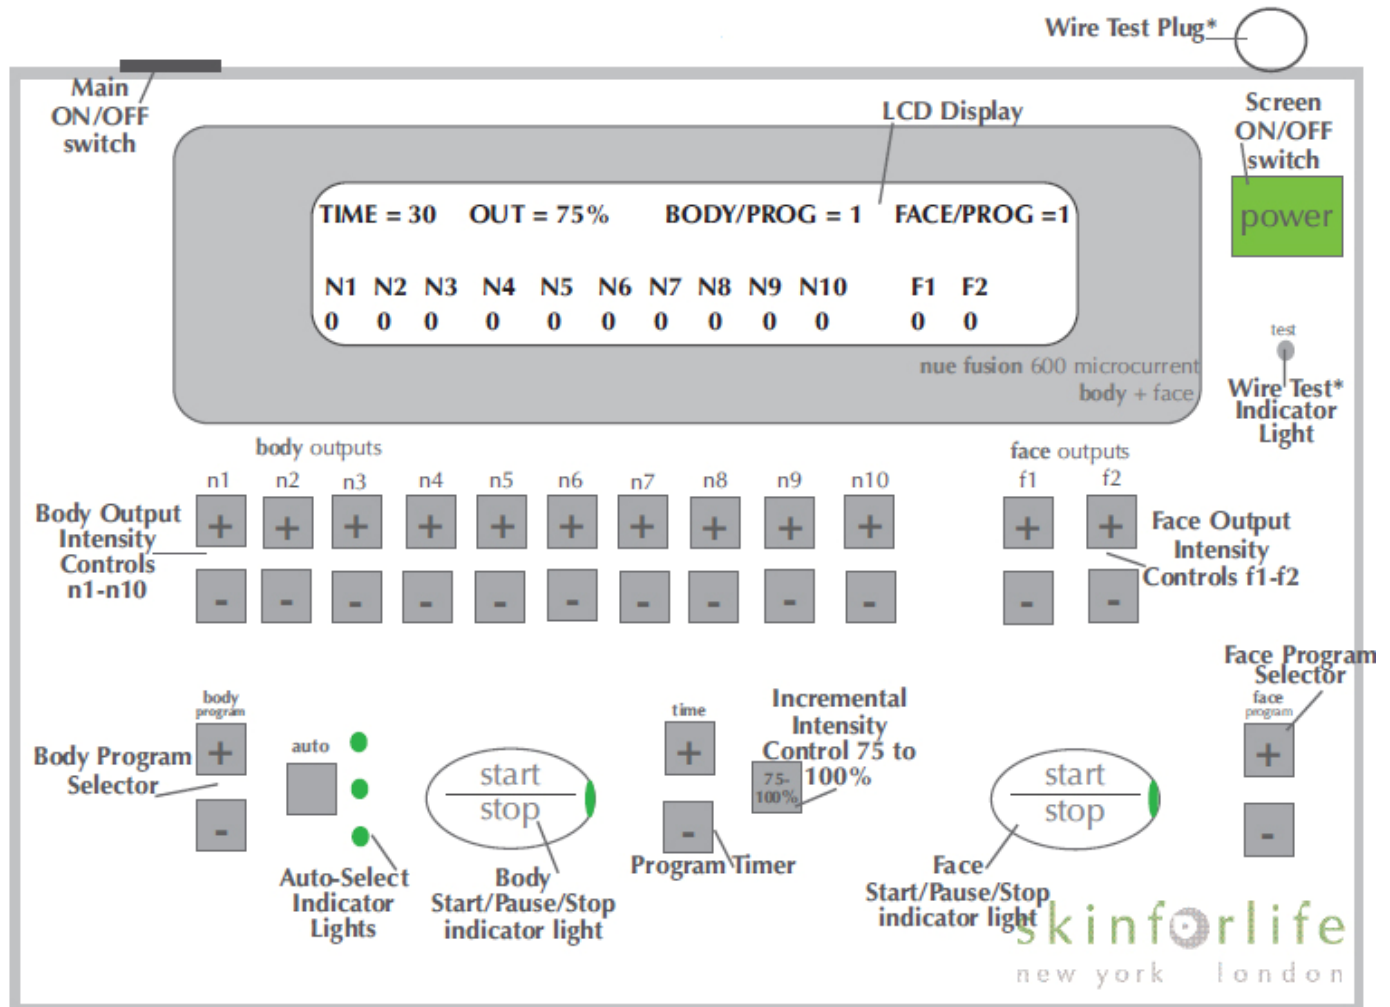 Wire Test Plug*
Main
ON/OFF
switch
LCD Display
Screen
ON/OFF
switch
power
TIME = 30 OUT = 75% BODY/PROG = 1 FACE/PROG =1
N1 N2 N3 N4 N5 N6 N7 N8 N9 N10 F1 F2
0 0 0 0 0 0 0 0 0 0 0 0
nue fusion 600 microcurrent
body + face
test
Wire Test*
Indicator
Light
body outputs
face outputs
n1 n2 n3 n4 n5 n6 n7 n8 n9 n10 f1 f2
+ + + + + + + + + + + +
- - - - - - - - - - - -
Body Output
Intensity
Controls
n1-n10
Face Output
Intensity
Controls f1-f2
body
program
+
-
Body Program
Selector
auto
Auto-Select
Indicator
Lights
start
stop
Body
Start/Pause/Stop
indicator light
time
+
-
Program Timer
Incremental
Intensity
Control 75 to
100%
75-
100%
start
stop
Face
Start/Pause/Stop
indicator light
Face Program
Selector
face
program
+
-
skinforlife
new york london